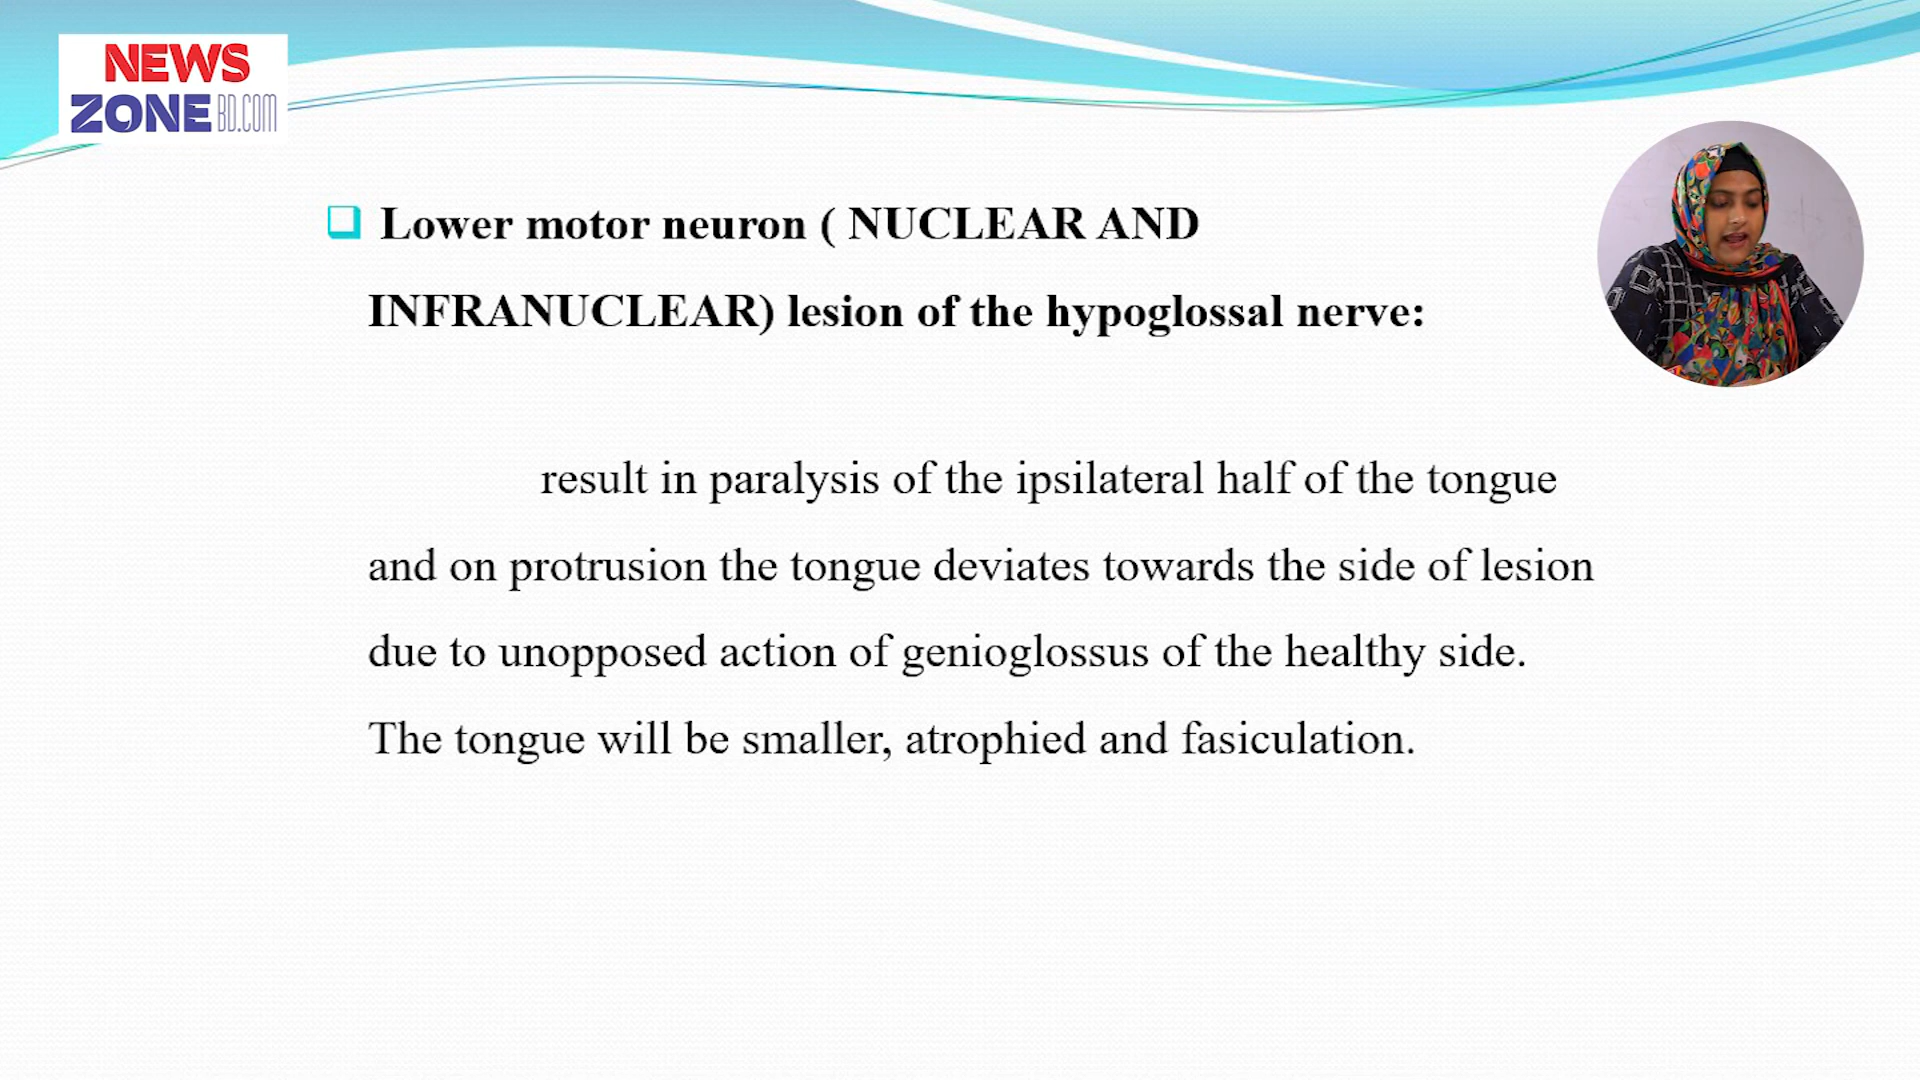 NEWS
ZONE BD.COM
Lower motor neuron ( NUCLEAR AND
INFRANUCLEAR) lesion of the hypoglossal nerve:
result in paralysis of the ipsilateral half of the tongue
and on protrusion the tongue deviates towards the side of lesion
due to unopposed action of genioglossus of the healthy side.
The tongue will be smaller, atrophied and fasiculation.